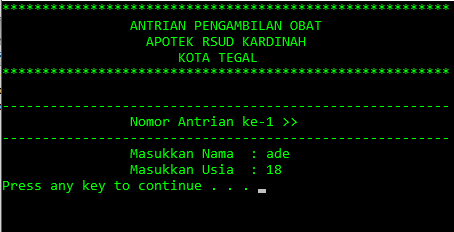 ********************************************************
ANTRIAN PENGAMBILAN OBAT
APOTEK RSUD KARDINAH
KOTA TEGAL
********************************************************
--------------------------------------------------------
Nomor Antrian ke-1 >>
--------------------------------------------------------
Masukkan Nama  : ade
Masukkan Usia  : 18
Press any key to continue . . .